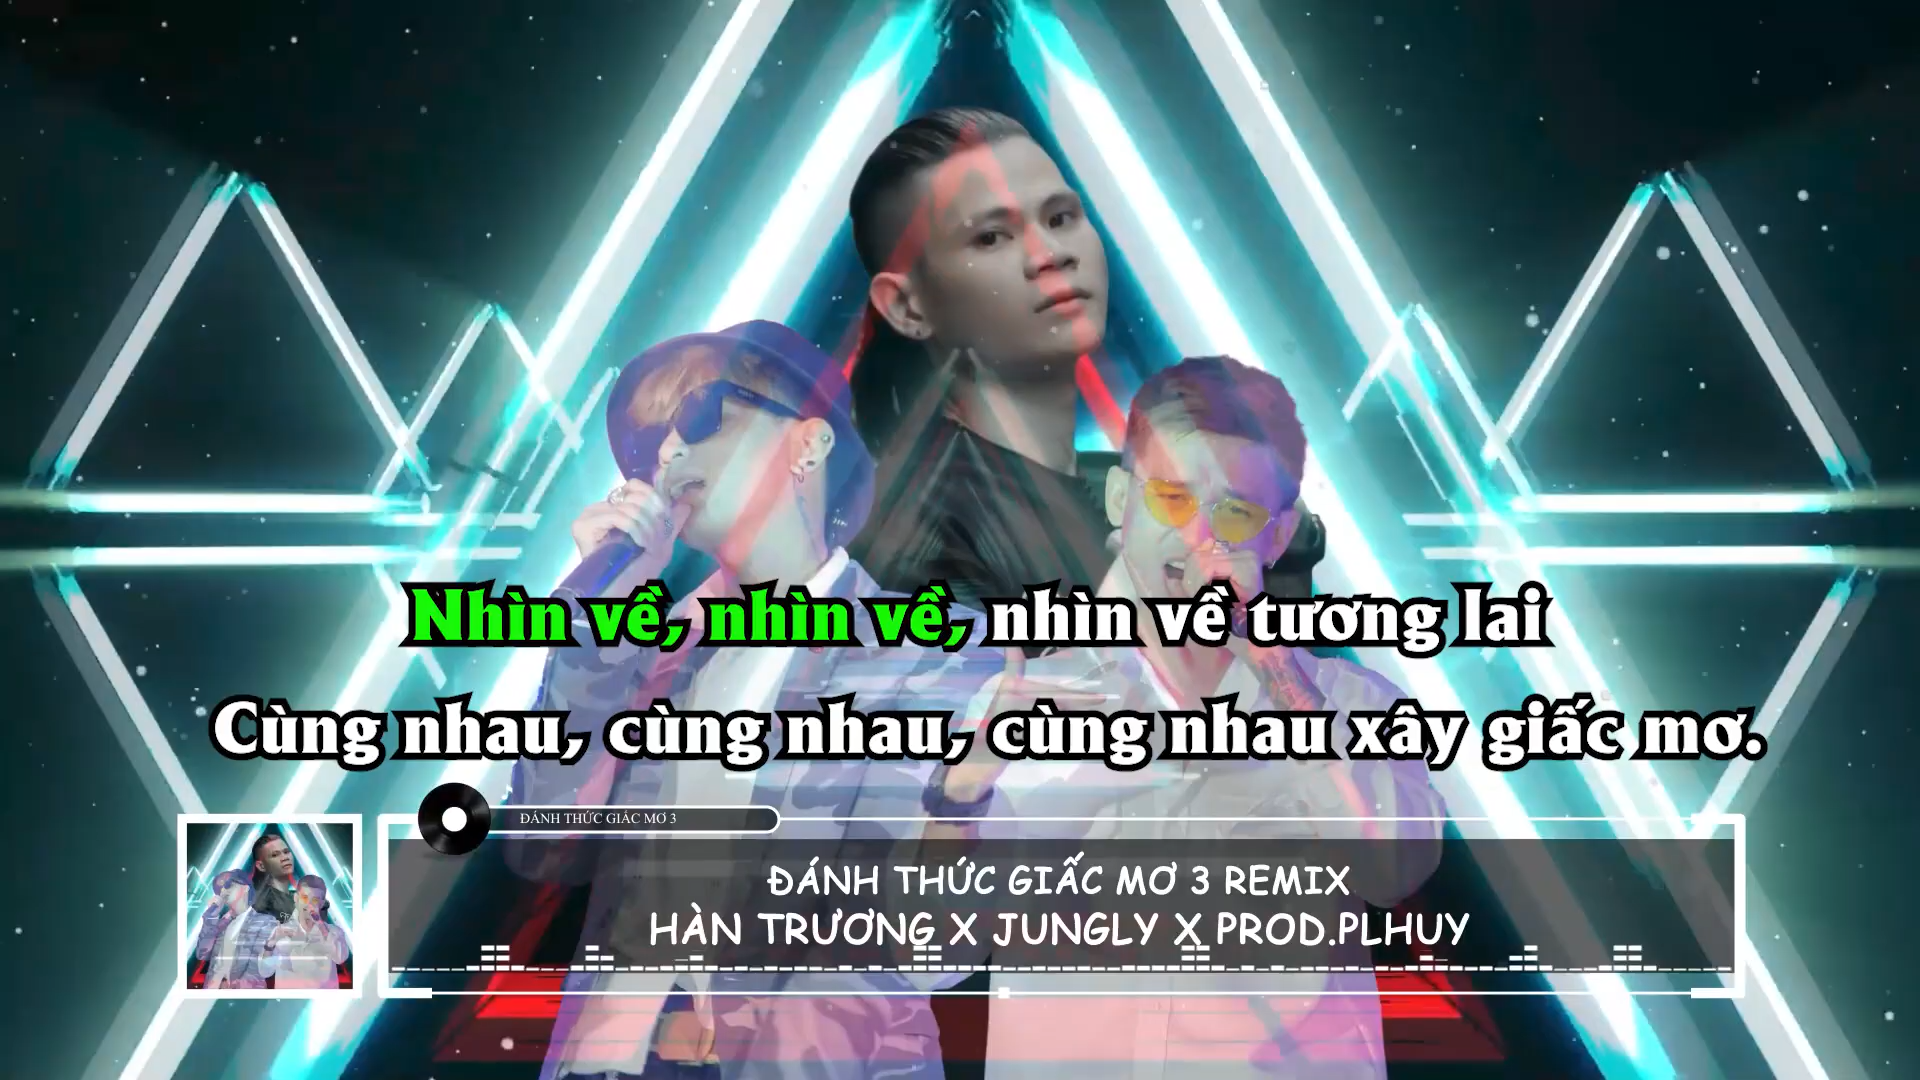 Nhìn về, nhìn về, nhìn về tương lai
Cùng nhau, cùng nhau, cùng nhau xây giấc mơ.
ĐÁNH THỨC GIẤC MƠ 3
ĐÁNH THỨC GIẤC MƠ 3 REMIX
HÀN TRƯƠNG X JUNGLY X PROD.PLHUY